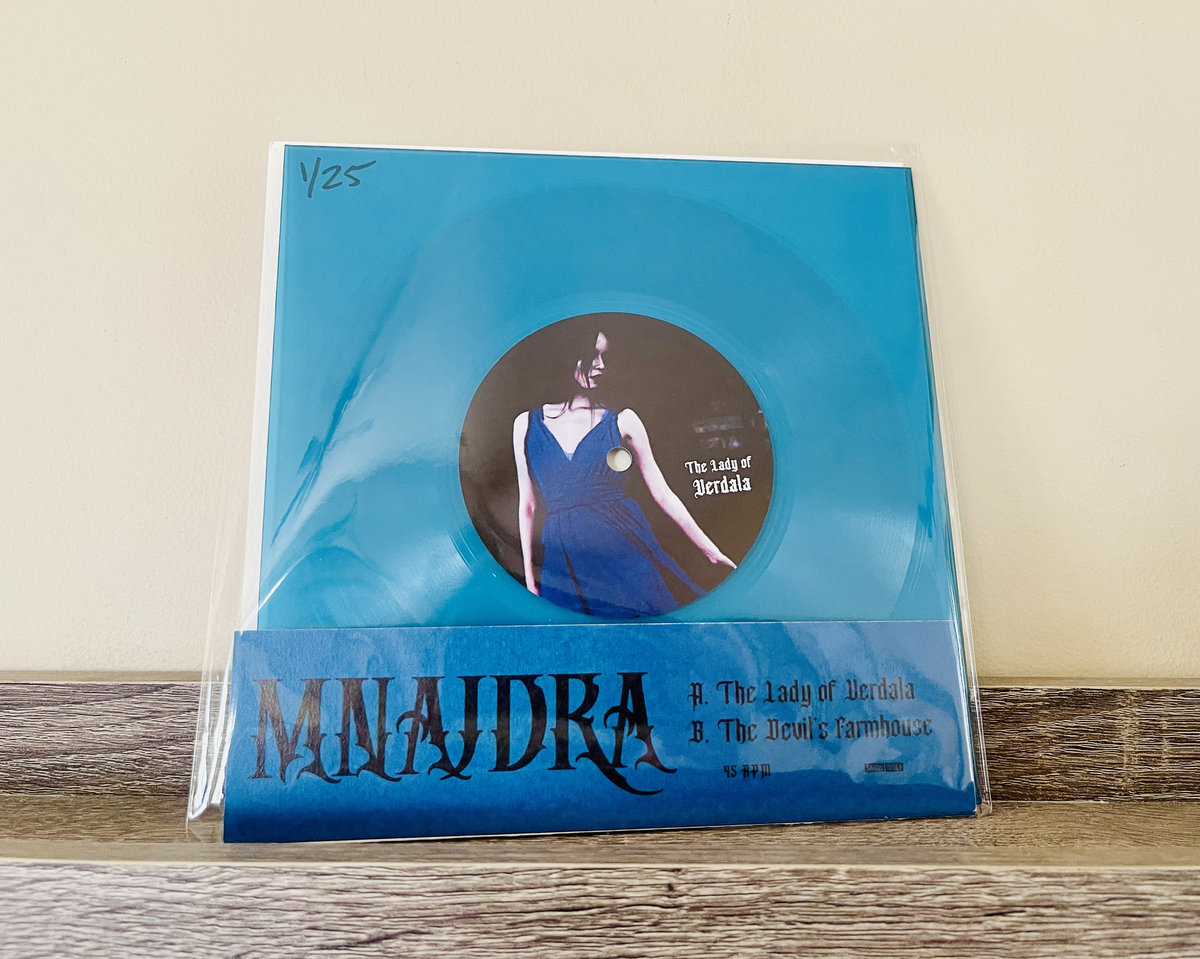 1/25
The Lady of
Verdala
MNAJDRA
A. The Lady of Verdala
B. The Devil's Farmhouse
45 RPM